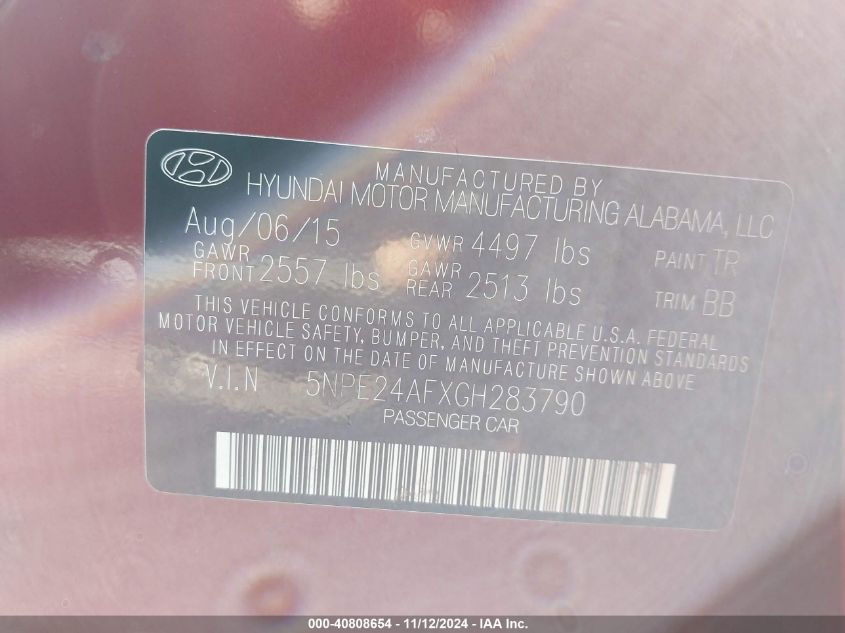 MANUFACTURED BY
HYUNDAI MOTOR MANUFACTURING ALABAMA, LLC
Aug/06/15 GVWR 4497 lbs PAINT TR
GAWR FRONT 2557 lbs GAWR REAR 2513 lbs TRIM BB
THIS VEHICLE CONFORMS TO ALL APPLICABLE U.S.A. FEDERAL
MOTOR VEHICLE SAFETY, BUMPER, AND THEFT PREVENTION STANDARDS
IN EFFECT ON THE DATE OF MANUFACTURE SHOWN ABOVE
V.I.N 5NPE24AFXGH283790
PASSENGER CAR
000-40808654 - 11/12/2024 - IAA Inc.